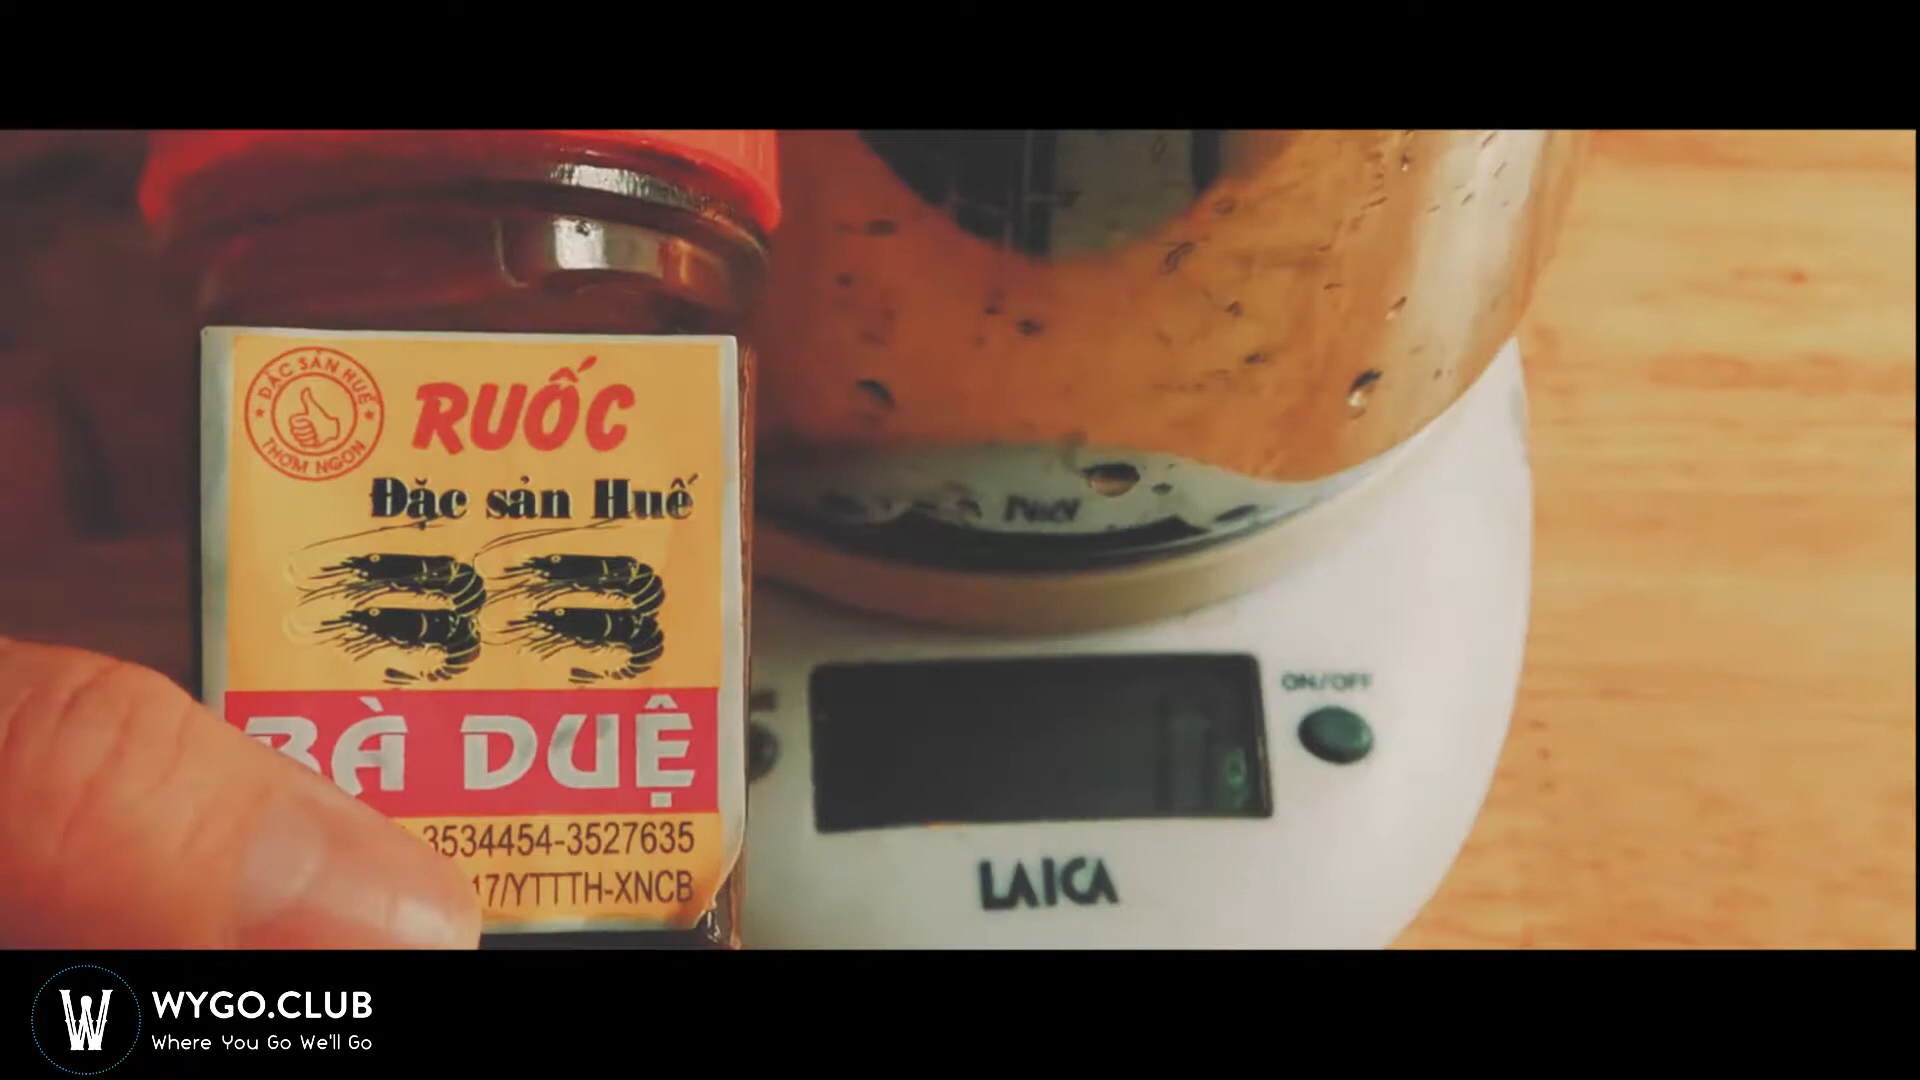 ĐẶC SẢN HUẾ
THƠM NGON
RUỐC
Đặc sản Huế
BÀ DUỆ
3534454-3527635
17/YTTTH-XNCB
ON/OFF
LAICA
WYGO.CLUB
Where You Go We'll Go